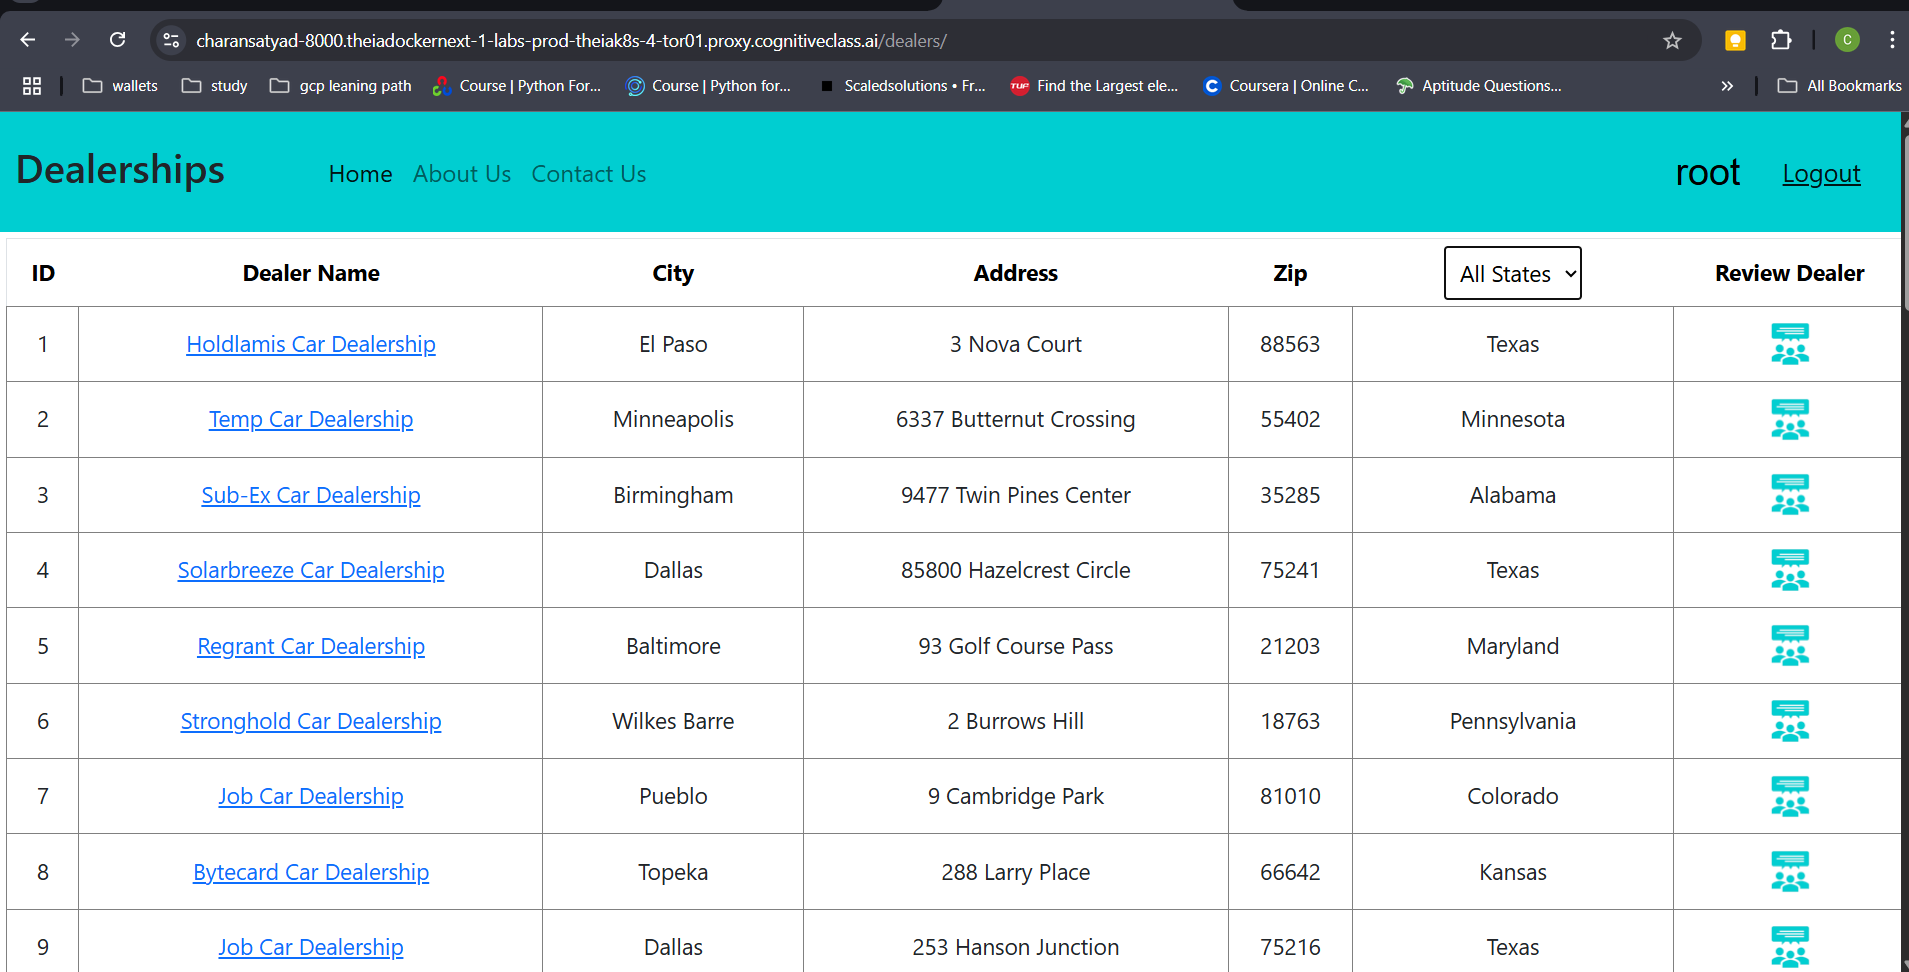 charansatyad-8000.theiadockernext-1-labs-prod-theiak8s-4-tor01.proxy.cognitiveclass.ai/dealers/
C
wallets study gcp leaning path Course | Python For... Course | Python for... Scaledsolutions • Fr... TUF Find the Largest ele... C Coursera | Online C... Aptitude Questions... » All Bookmarks
Dealerships Home About Us Contact Us root Logout
ID Dealer Name City Address Zip All States Review Dealer
1 Holdlamis Car Dealership El Paso 3 Nova Court 88563 Texas
2 Temp Car Dealership Minneapolis 6337 Butternut Crossing 55402 Minnesota
3 Sub-Ex Car Dealership Birmingham 9477 Twin Pines Center 35285 Alabama
4 Solarbreeze Car Dealership Dallas 85800 Hazelcrest Circle 75241 Texas
5 Regrant Car Dealership Baltimore 93 Golf Course Pass 21203 Maryland
6 Stronghold Car Dealership Wilkes Barre 2 Burrows Hill 18763 Pennsylvania
7 Job Car Dealership Pueblo 9 Cambridge Park 81010 Colorado
8 Bytecard Car Dealership Topeka 288 Larry Place 66642 Kansas
9 Job Car Dealership Dallas 253 Hanson Junction 75216 Texas